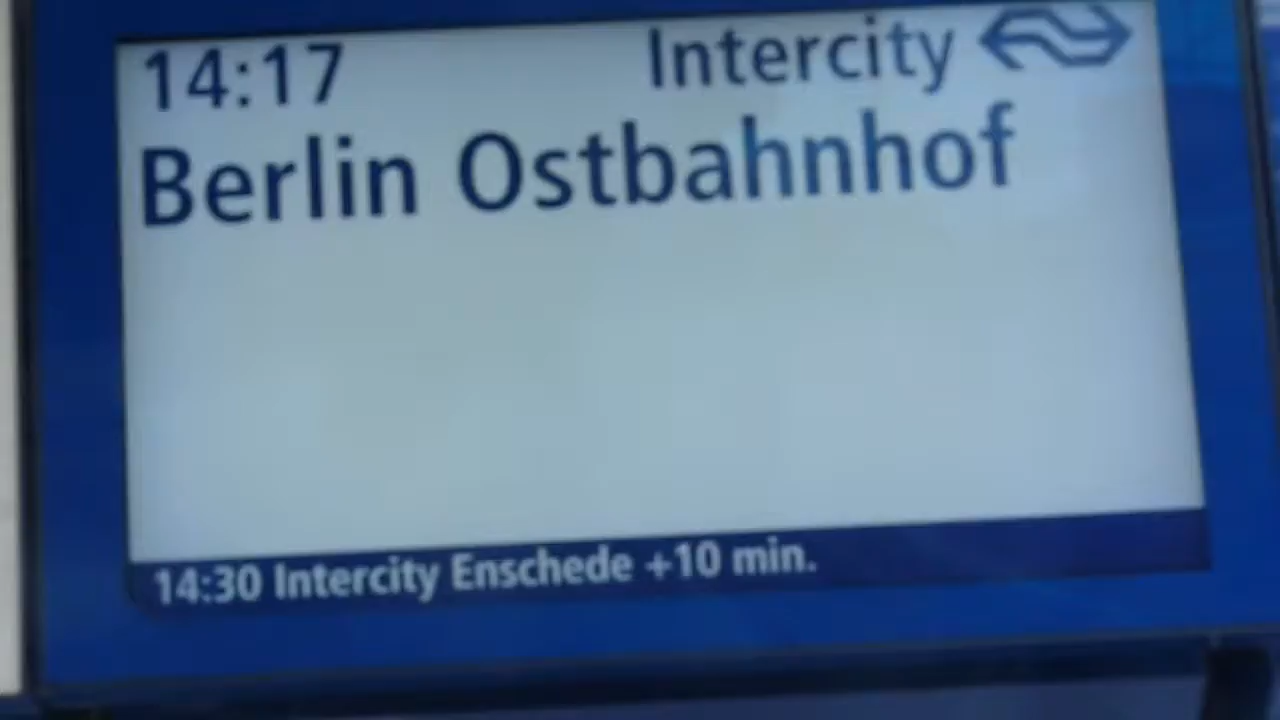 14:17 Intercity
Berlin Ostbahnhof
14:30 Intercity Enschede +10 min.